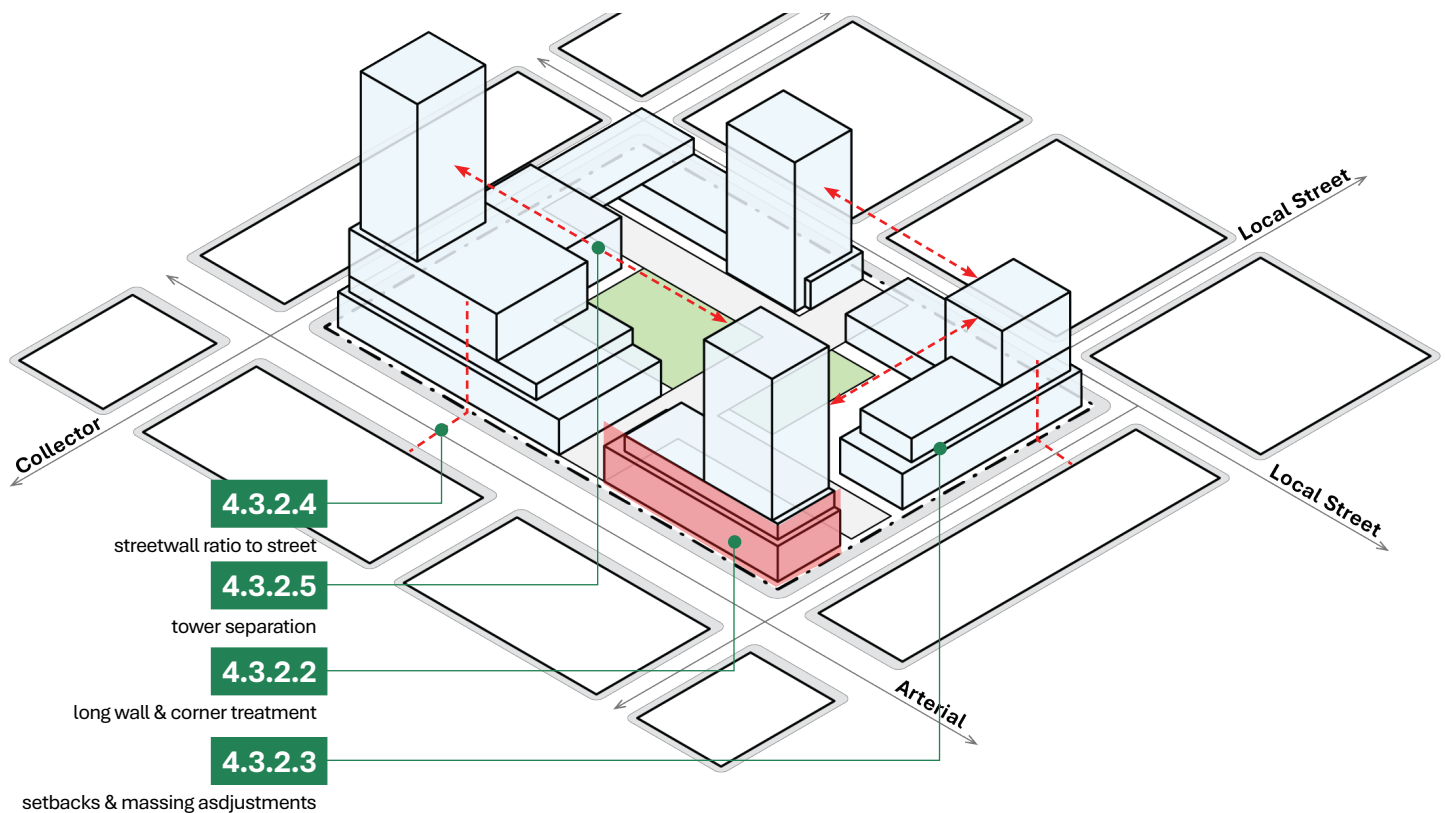 Local Street
Collector
Local Street
4.3.2.4
streetwall ratio to street
4.3.2.5
tower separation
4.3.2.2
long wall & corner treatment
Arterial
4.3.2.3
setbacks & massing asdjustments